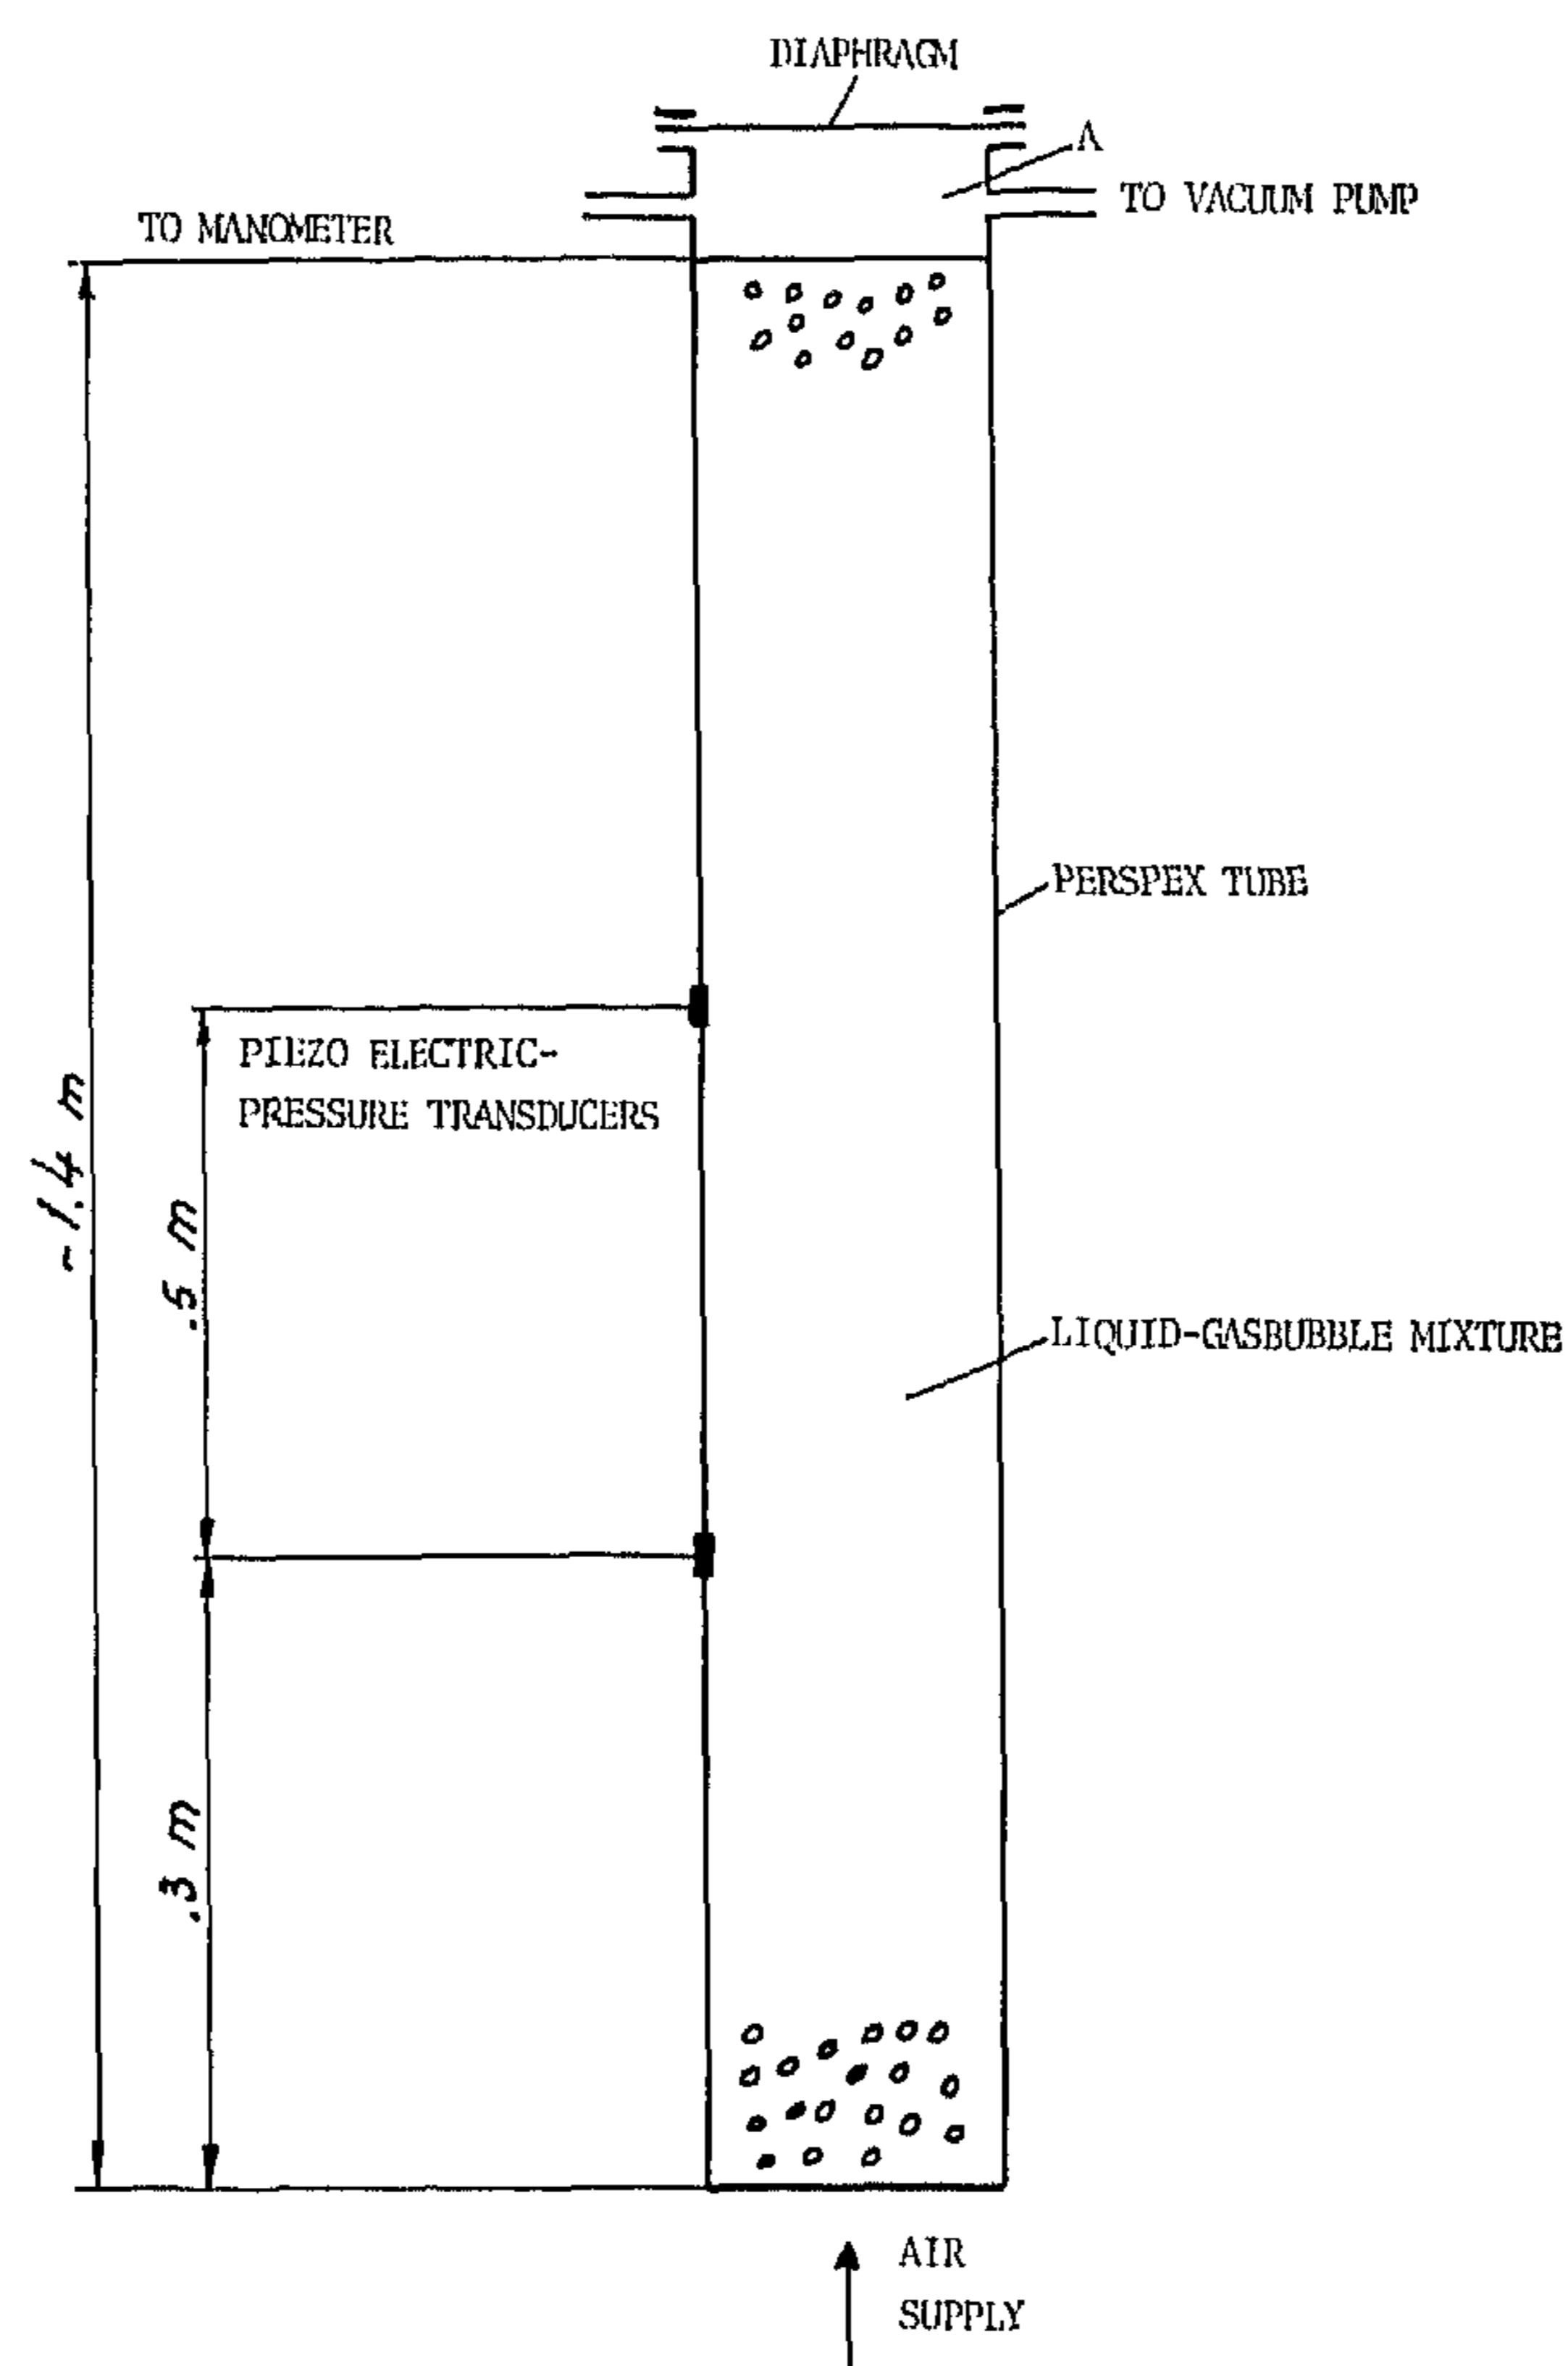 DIAPHRAGM
A
TO VACUUM PUMP
TO MANOMETER
PERSPEX TUBE
PIEZO ELECTRIC-
PRESSURE TRANSDUCERS
~1.4 m
.5 m
LIQUID-GASBUBBLE MIXTURE
.3 m
AIR
SUPPLY